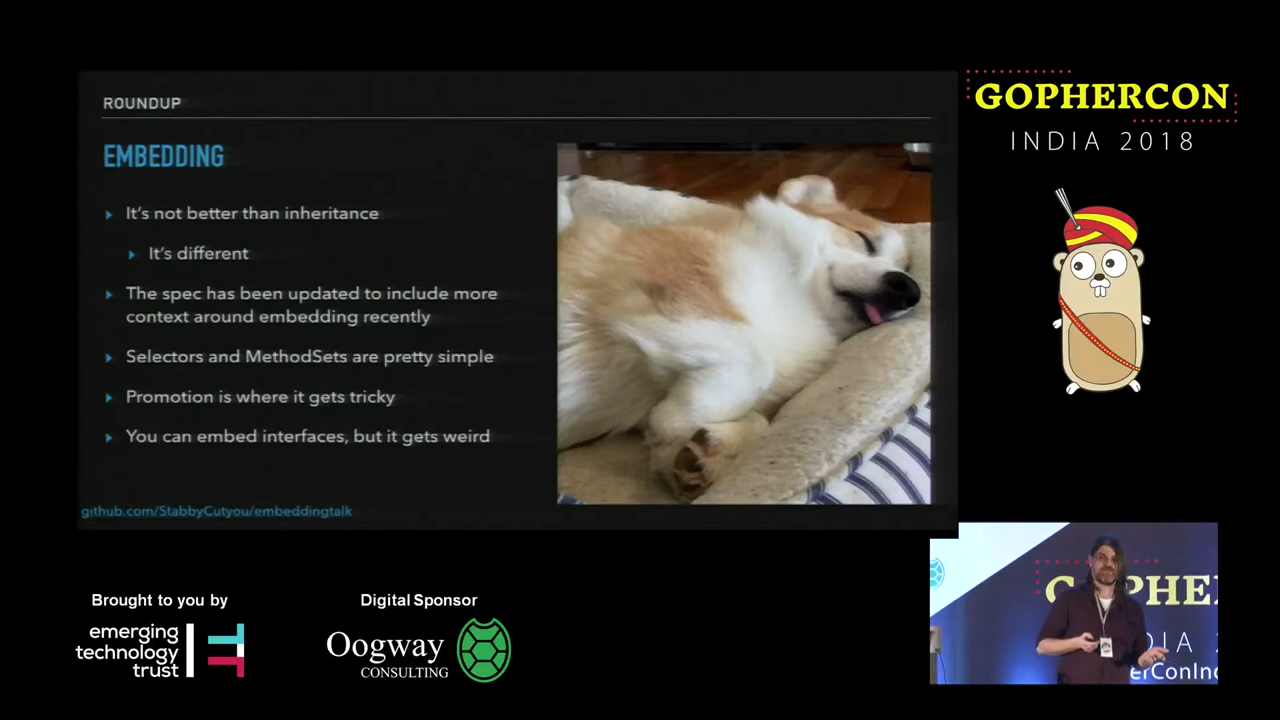 ROUNDUP
EMBEDDING
It's not better than inheritance
It's different
The spec has been updated to include more
context around embedding recently
Selectors and MethodSets are pretty simple
Promotion is where it gets tricky
You can embed interfaces, but it gets weird
github.com/StabbyCutyou/embeddingtalk
GOPHERCON
INDIA 2018
Brought to you by
emerging
technology
trust
Digital Sponsor
Oogway
CONSULTING